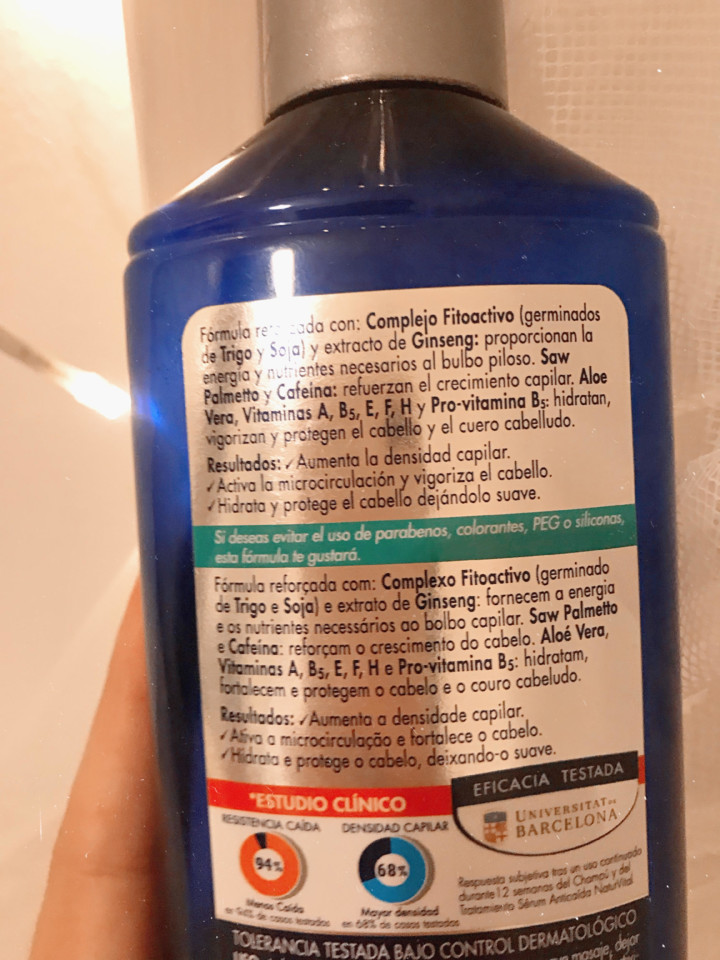 Fórmula con: Complejo Fitoactivo (germinados
de Trigo y Soja) y extracto de Ginseng: proporcionan la
energía y nutrientes necesarios al bulbo piloso. Saw
Palmetto y Cafeína: refuerzan el crecimiento capilar. Aloe
Vera, Vitaminas A, B5, E, F, H y Pro-vitamina B5: hidratan,
vigorizan y protegen el cabello y el cuero cabelludo.
Resultados: ✓Aumenta la densidad capilar.
✓Activa la microcirculación y vigoriza el cabello.
✓Hidrata y protege el cabello dejándolo suave.
Si deseas evitar el uso de parabenos, colorantes, PEG o siliconas,
esta fórmula te gustará.
Fórmula reforçada com: Complexo Fitoactivo (germinado
de Trigo e Soja) e extrato de Ginseng: fornecem a energia
e os nutrientes necessários ao bolbo capilar. Saw Palmetto
e Cafeína: reforçam o crescimento do cabelo. Aloé Vera,
Vitaminas A, B5, E, F, H e Pro-vitamina B5: hidratam,
fortalecem e protegem o cabelo e o couro cabeludo.
Resultados: ✓Aumenta a densidade capilar.
✓Ativa a microcirculação e fortalece o cabelo.
✓Hidrata e protege o cabelo, deixando-o suave.
EFICACIA TESTADA
UNIVERSITAT DE
BARCELONA
*ESTUDIO CLÍNICO
RESISTENCIA CAÍDA
DENSIDAD CAPILAR
94%
68%
Menos Caída
en 94% de casos testados
Mayor densidad
en 68% de casos testados
Respuesta subjetiva tras un uso continuado
durante 12 semanas del Champú y del
Tratamiento Sérum Anticaída NaturVital
TOLERANCIA TESTADA BAJO CONTROL DERMATOLÓGICO
masaje, dejar